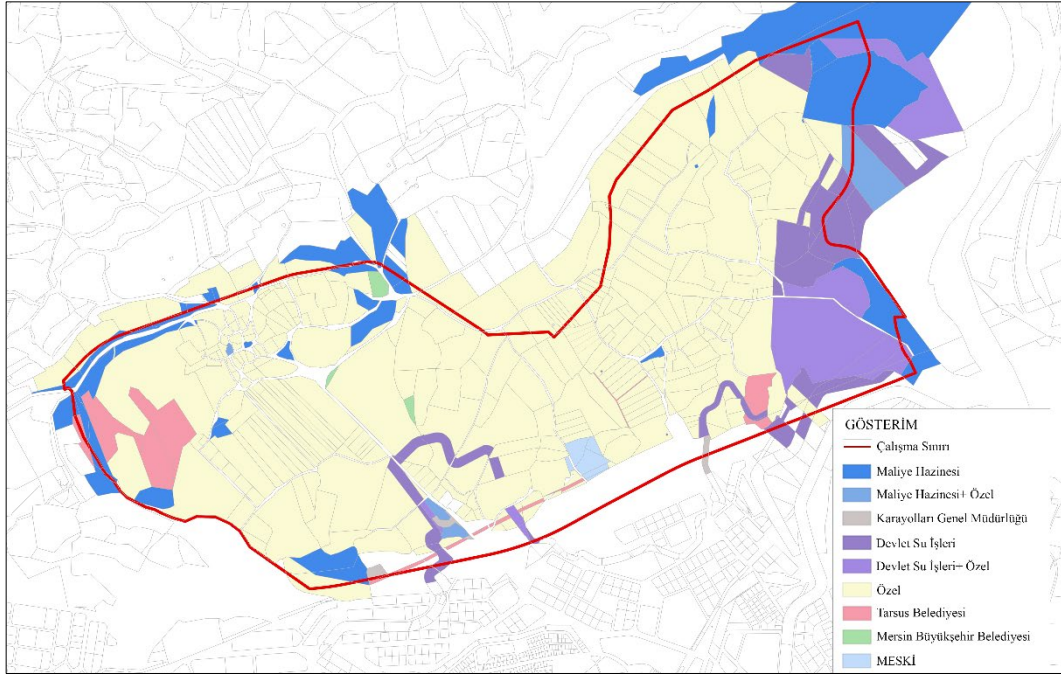 GÖSTERİM
Çalışma Sınırı
Maliye Hazinesi
Maliye Hazinesi+ Özel
Karayolları Genel Müdürlüğü
Devlet Su İşleri
Devlet Su İşleri+ Özel
Özel
Tarsus Belediyesi
Mersin Büyükşehir Belediyesi
MESKİ